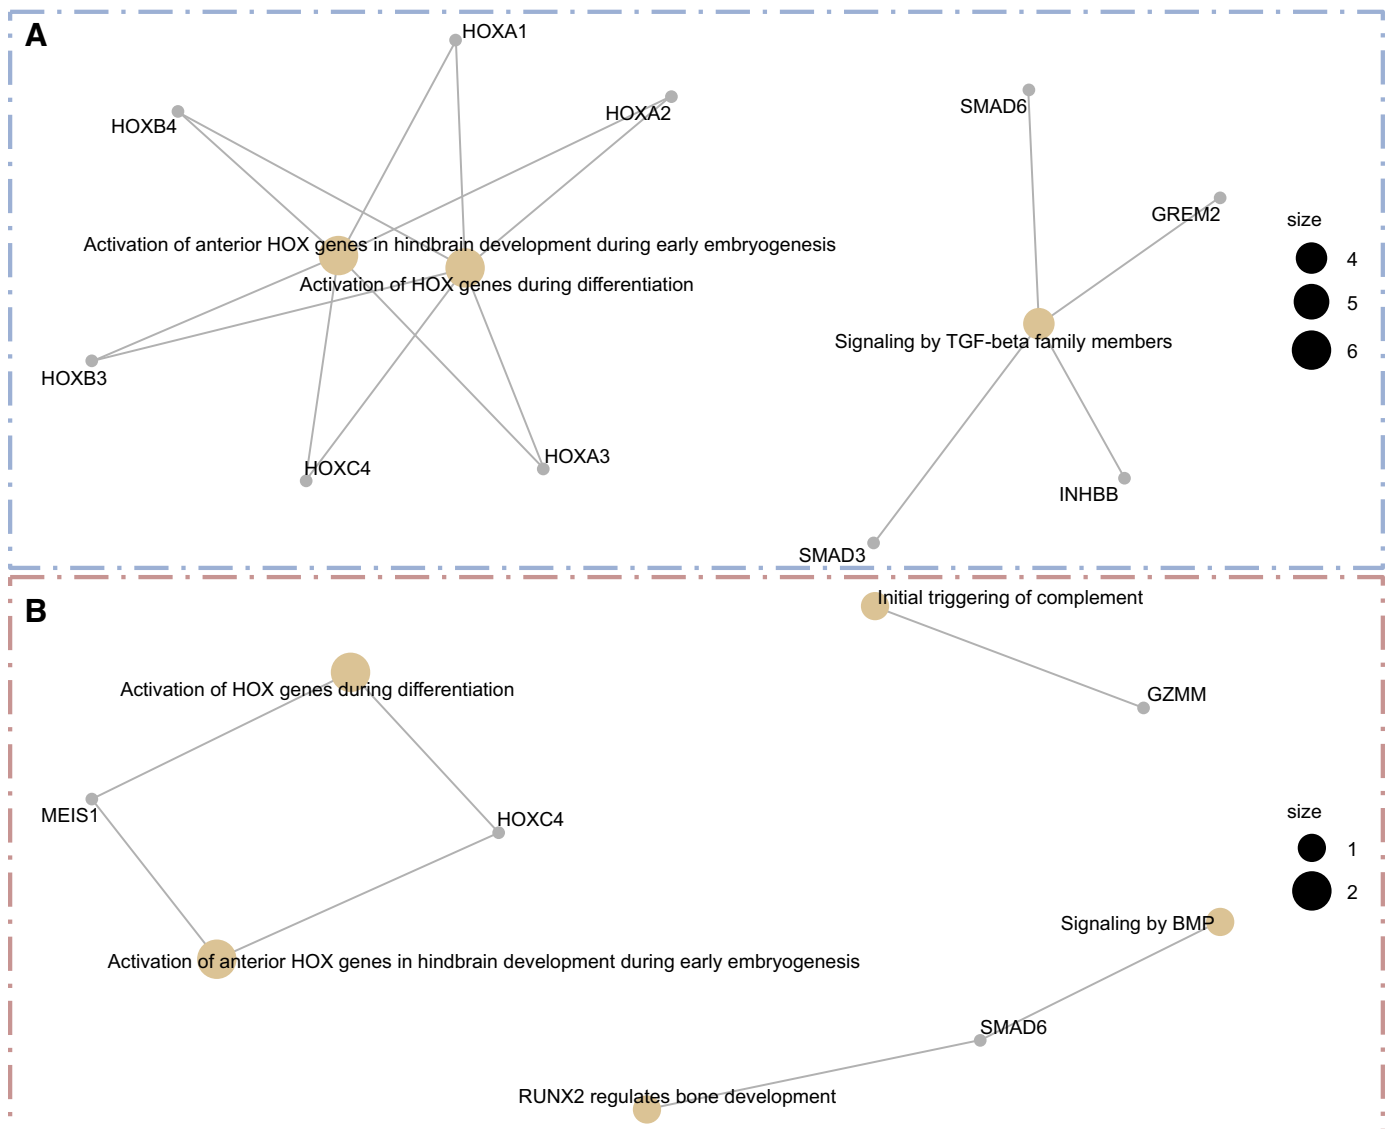 A
HOXA1
HOXA2
HOXB4
SMAD6
GREM2
Activation of anterior HOX genes in hindbrain development during early embryogenesis
Activation of HOX genes during differentiation
size
4
5
6
Signaling by TGF-beta family members
HOXB3
HOXC4
HOXA3
INHBB
SMAD3
B
Initial triggering of complement
Activation of HOX genes during differentiation
GZMM
MEIS1
HOXC4
size
1
2
Signaling by BMP
Activation of anterior HOX genes in hindbrain development during early embryogenesis
SMAD6
RUNX2 regulates bone development